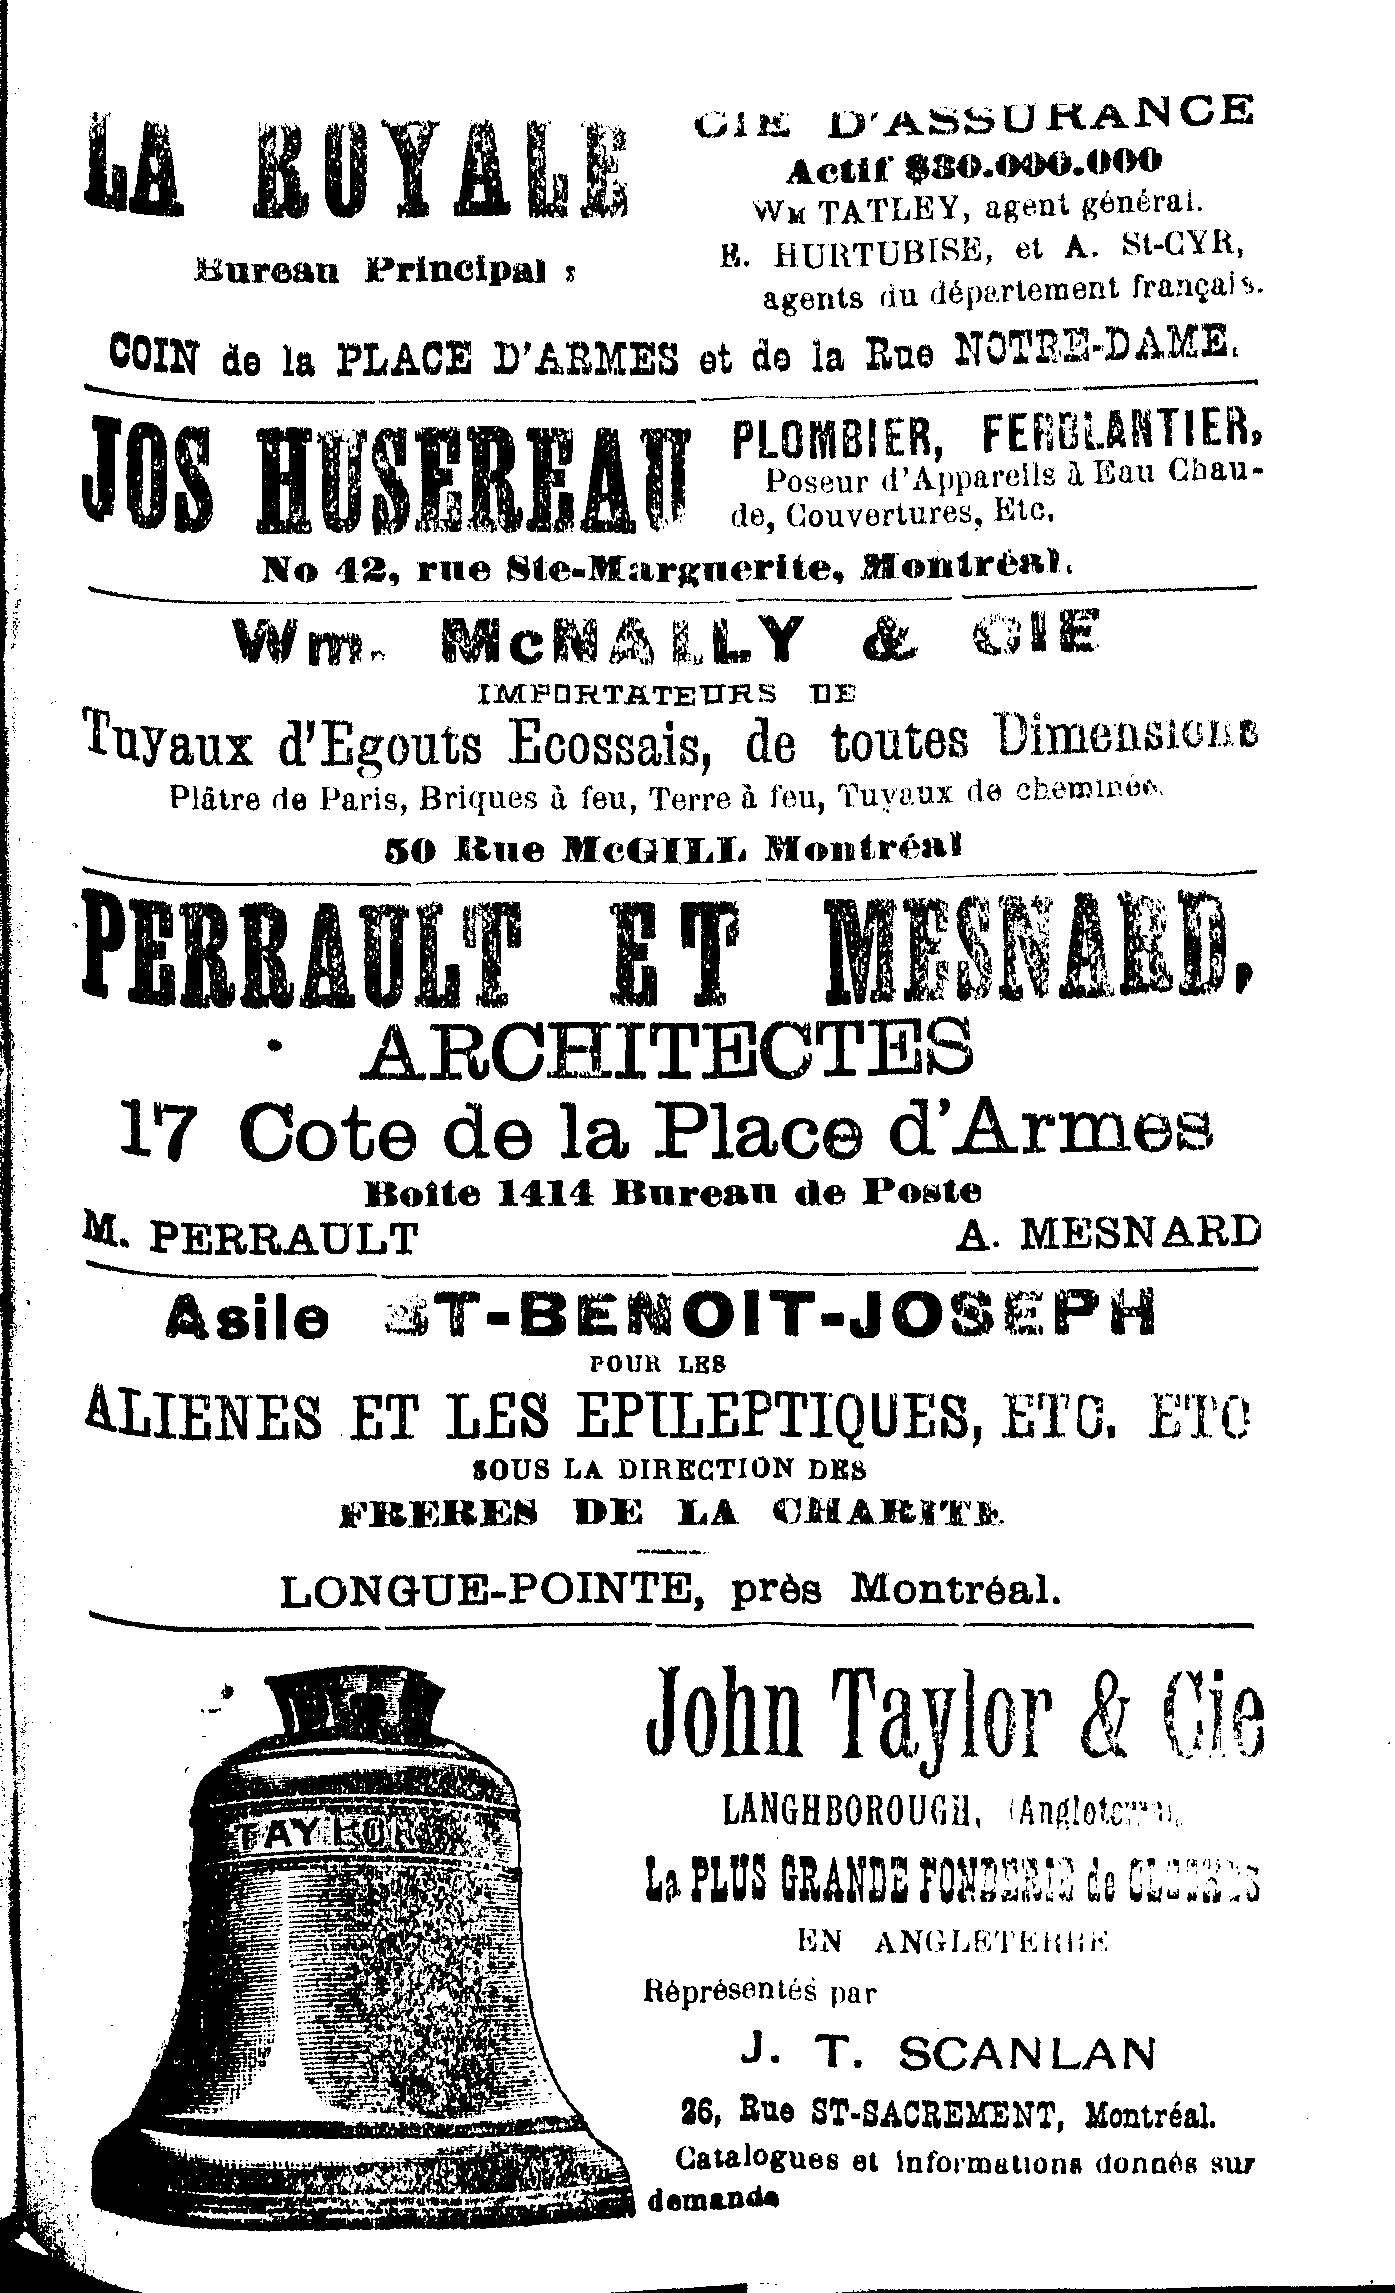 LA ROYALE
CIE D'ASSURANCE
Actif $30.000.000
WM TATLEY, agent général.
Bureau Principal :
E. HURTUBISE, et A. St-CYR,
agents du département français.
COIN de la PLACE D'ARMES et de la Rue NOTRE-DAME.
JOS HUSEREAU
PLOMBIER, FERBLANTIER,
Poseur d'Appareils à Eau Chau-
de, Couvertures, Etc.
No 42, rue Ste-Marguerite, Montréal.
Wm. McNALLY & CIE
IMPORTATEURS DE
Tuyaux d'Egouts Ecossais, de toutes Dimensions
Plâtre de Paris, Briques à feu, Terre à feu, Tuyaux de cheminée.
50 Rue McGILL Montréal
PERRAULT ET MESNARD,
ARCHITECTES
17 Cote de la Place d'Armes
Boite 1414 Bureau de Poste
M. PERRAULT A. MESNARD
Asile ST-BENOIT-JOSEPH
POUR LES
ALIENES ET LES EPILEPTIQUES, ETC. ETC
SOUS LA DIRECTION DES
FRERES DE LA CHARITE
LONGUE-POINTE, près Montréal.
TAYLOR
John Taylor & Cie
LANGHBOROUGH, (Angleterre),
La PLUS GRANDE FONDERIE de CLOCHES
EN ANGLETERRE
Réprésentés par
J. T. SCANLAN
26, Rue ST-SACREMENT, Montréal.
Catalogues et informations donnés sur
demande